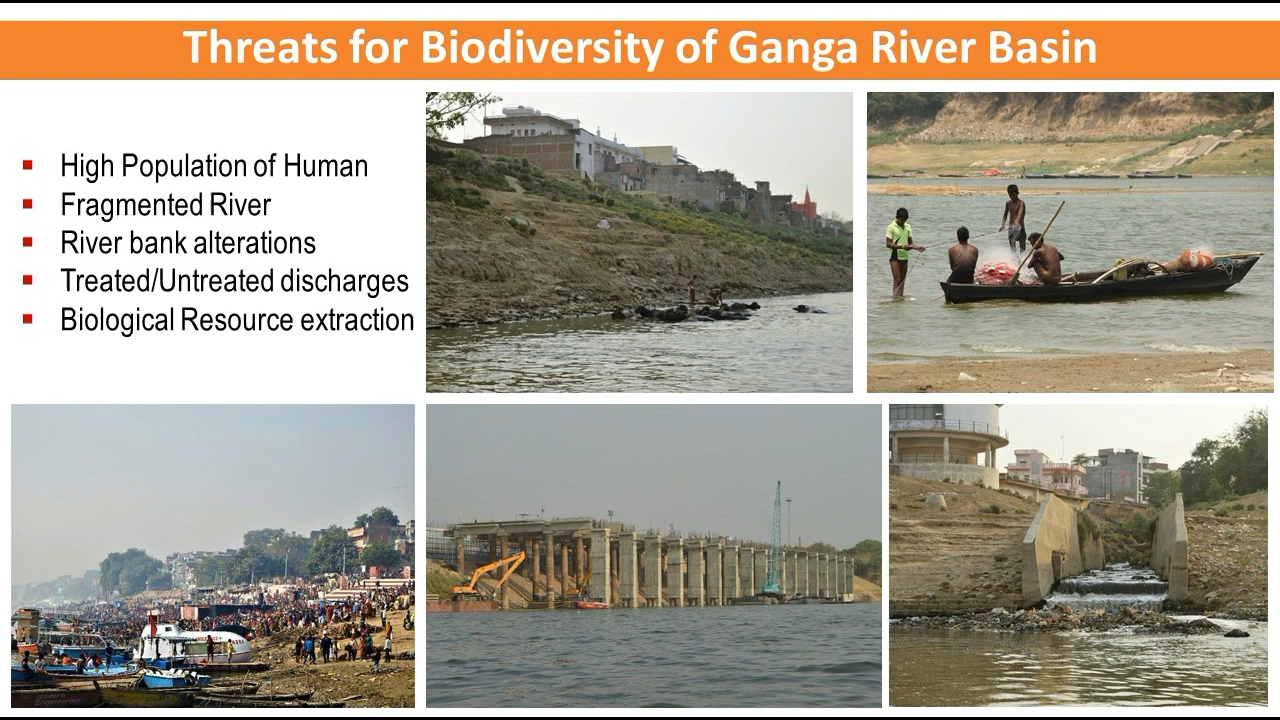 Threats for Biodiversity of Ganga River Basin
High Population of Human
Fragmented River
River bank alterations
Treated/Untreated discharges
Biological Resource extraction